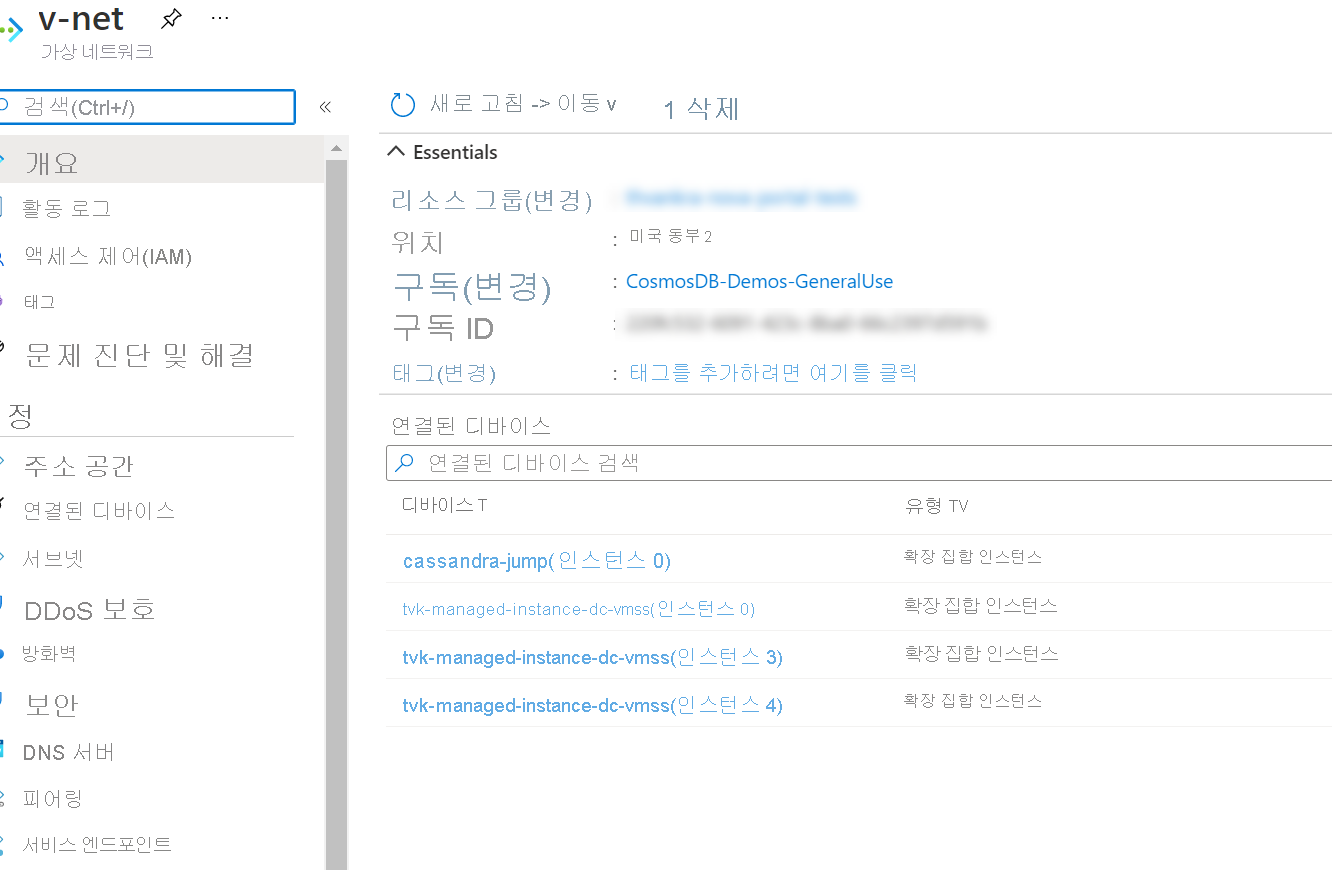 v-net
가상 네트워크
검색(Ctrl+/)
개요
활동 로그
액세스 제어(IAM)
태그
문제 진단 및 해결
정
주소 공간
연결된 디바이스
서브넷
DDoS 보호
방화벽
보안
DNS 서버
피어링
서비스 엔드포인트
새로 고침 -> 이동 v 1 삭제
Essentials
리소스 그룹(변경) :
위치 : 미국 동부 2
구독(변경) : CosmosDB-Demos-GeneralUse
구독 ID :
태그(변경) : 태그를 추가하려면 여기를 클릭
연결된 디바이스
연결된 디바이스 검색
디바이스 T 유형 TV
cassandra-jump(인스턴스 0) 확장 집합 인스턴스
tvk-managed-instance-dc-vmss(인스턴스 0) 확장 집합 인스턴스
tvk-managed-instance-dc-vmss(인스턴스 3) 확장 집합 인스턴스
tvk-managed-instance-dc-vmss(인스턴스 4) 확장 집합 인스턴스